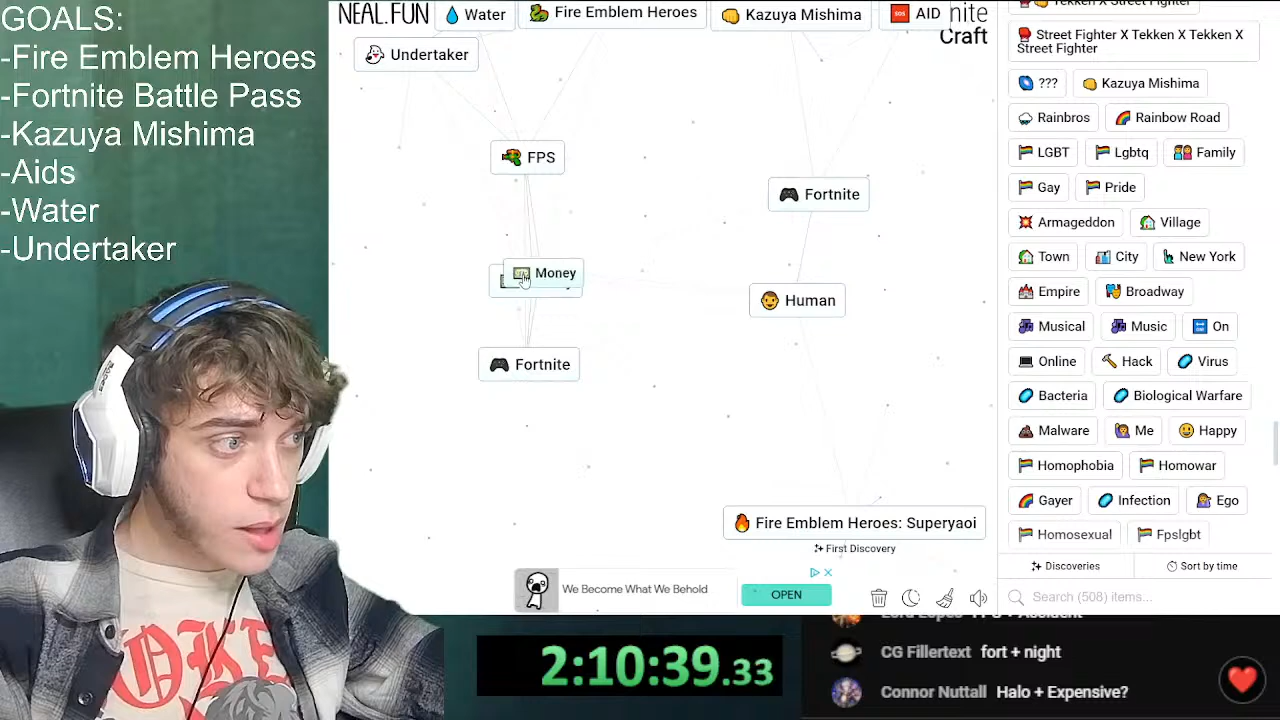 GOALS:
-Fire Emblem Heroes
-Fortnite Battle Pass
-Kazuya Mishima
-Aids
-Water
-Undertaker
NEAL.FUN
Water
Fire Emblem Heroes
Kazuya Mishima
AID
nite
Craft
Undertaker
FPS
Fortnite
Money
Human
Fortnite
Fire Emblem Heroes: Superyaoi
First Discovery
We Become What We Behold
OPEN
Tekken X Street Fighter
Street Fighter X Tekken X Tekken X
Street Fighter
???
Kazuya Mishima
Rainbros
Rainbow Road
LGBT
Lgbtq
Family
Gay
Pride
Armageddon
Village
Town
City
New York
Empire
Broadway
Musical
Music
On
Online
Hack
Virus
Bacteria
Biological Warfare
Malware
Me
Happy
Homophobia
Homowar
Gayer
Infection
Ego
Homosexual
Fpslgbt
Discoveries
Sort by time
Search (508) items...
2:10:39.33
CG Fillertext fort + night
Connor Nuttall Halo + Expensive?